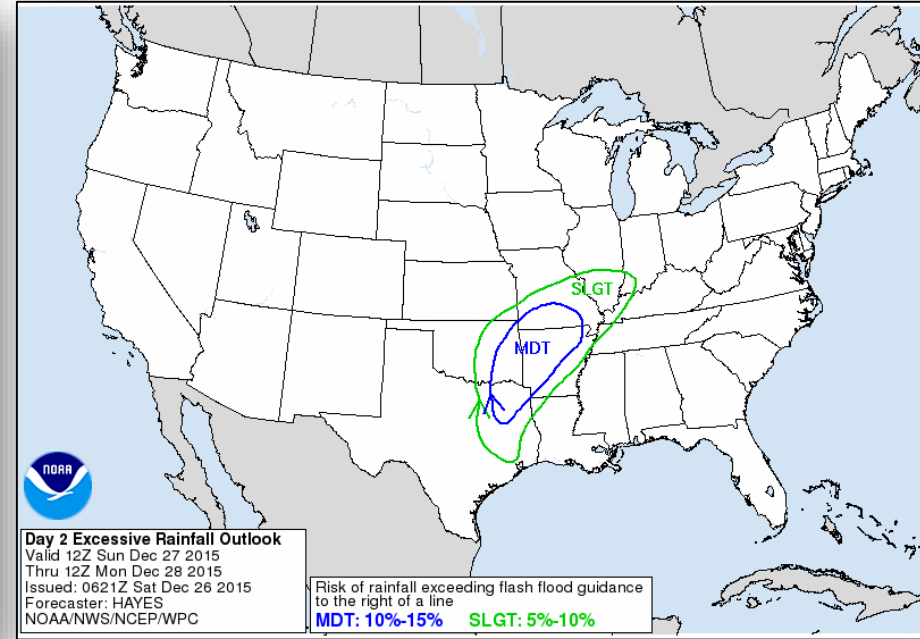 SLGT
MDT
NOAA
Day 2 Excessive Rainfall Outlook
Valid 12Z Sun Dec 27 2015
Thru 12Z Mon Dec 28 2015
Issued: 0621Z Sat Dec 26 2015
Forecaster: HAYES
NOAA/NWS/NCEP/WPC
Risk of rainfall exceeding flash flood guidance
to the right of a line
MDT: 10%-15% SLGT: 5%-10%